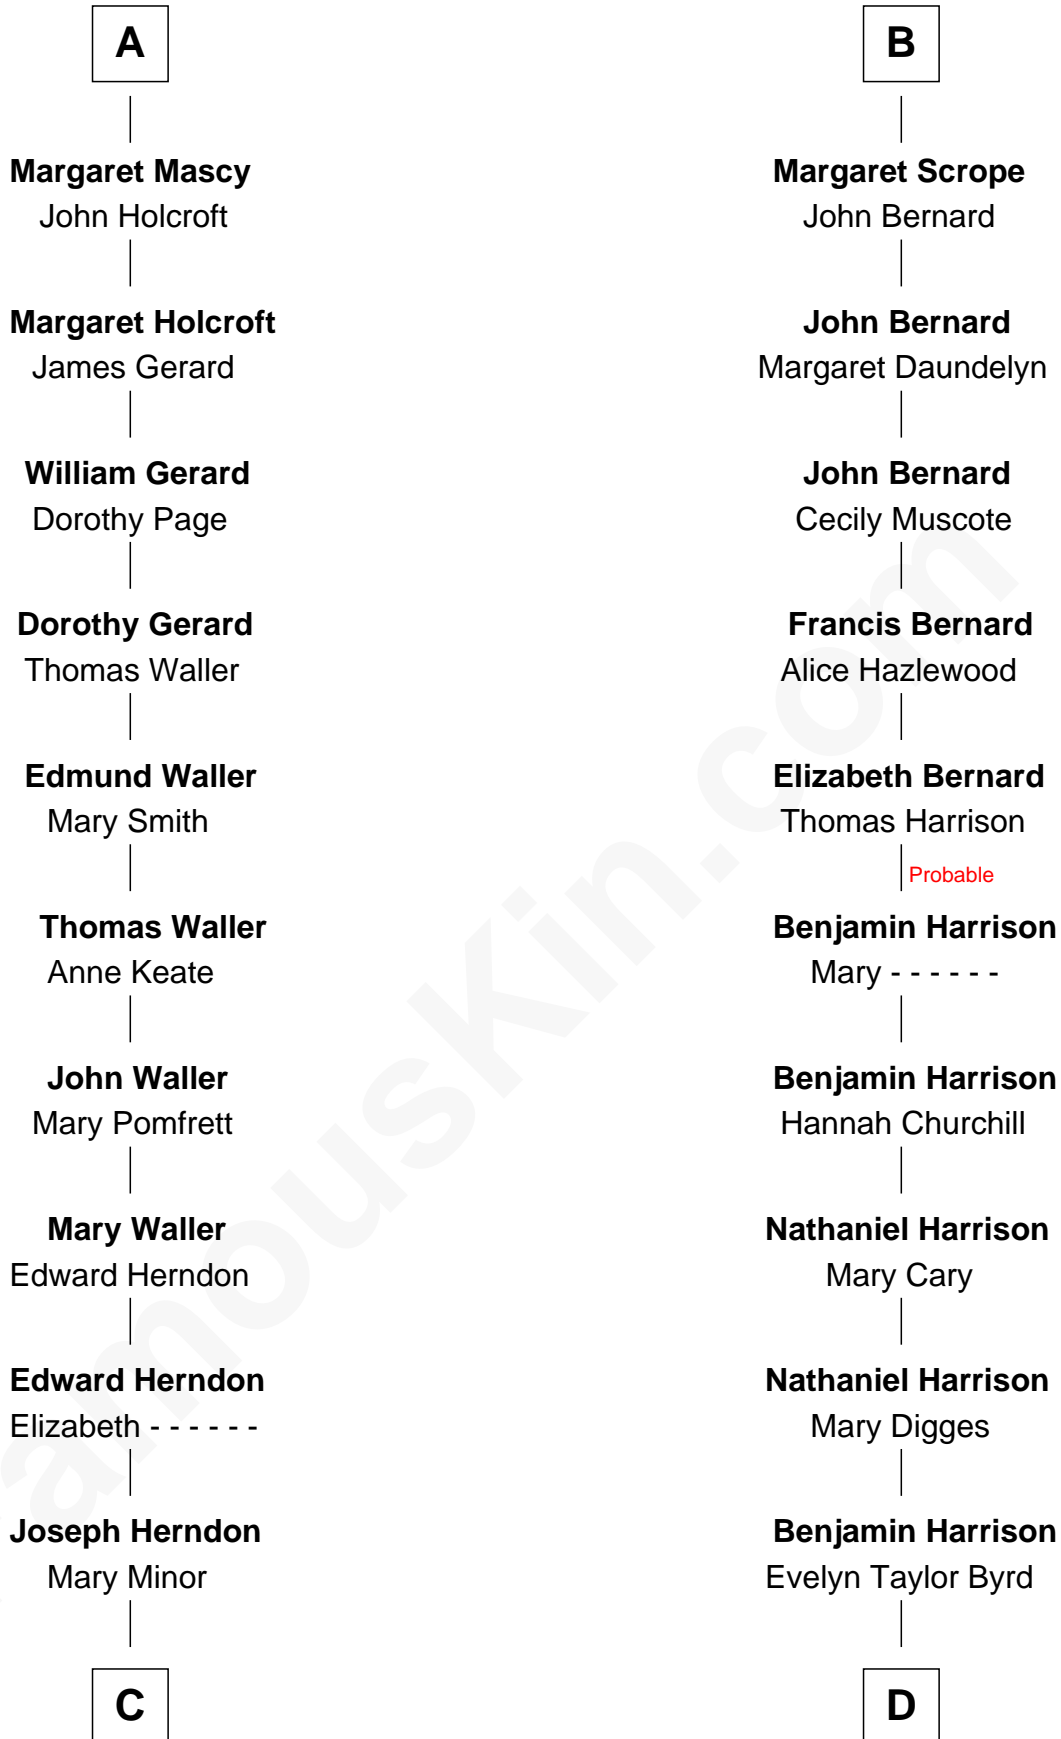 A
B
Margaret Mascy
John Holcroft
Margaret Scrope
John Bernard
Margaret Holcroft
James Gerard
John Bernard
Margaret Daundelyn
William Gerard
Dorothy Page
John Bernard
Cecily Muscote
Dorothy Gerard
Thomas Waller
Francis Bernard
Alice Hazlewood
Edmund Waller
Mary Smith
Elizabeth Bernard
Thomas Harrison
Probable
Thomas Waller
Anne Keate
Benjamin Harrison
Mary - - - - - -
John Waller
Mary Pomfrett
Benjamin Harrison
Hannah Churchill
Mary Waller
Edward Herndon
Nathaniel Harrison
Mary Cary
Edward Herndon
Elizabeth - - - - - -
Nathaniel Harrison
Mary Digges
Joseph Herndon
Mary Minor
Benjamin Harrison
Evelyn Taylor Byrd
C
D
amouskin.com